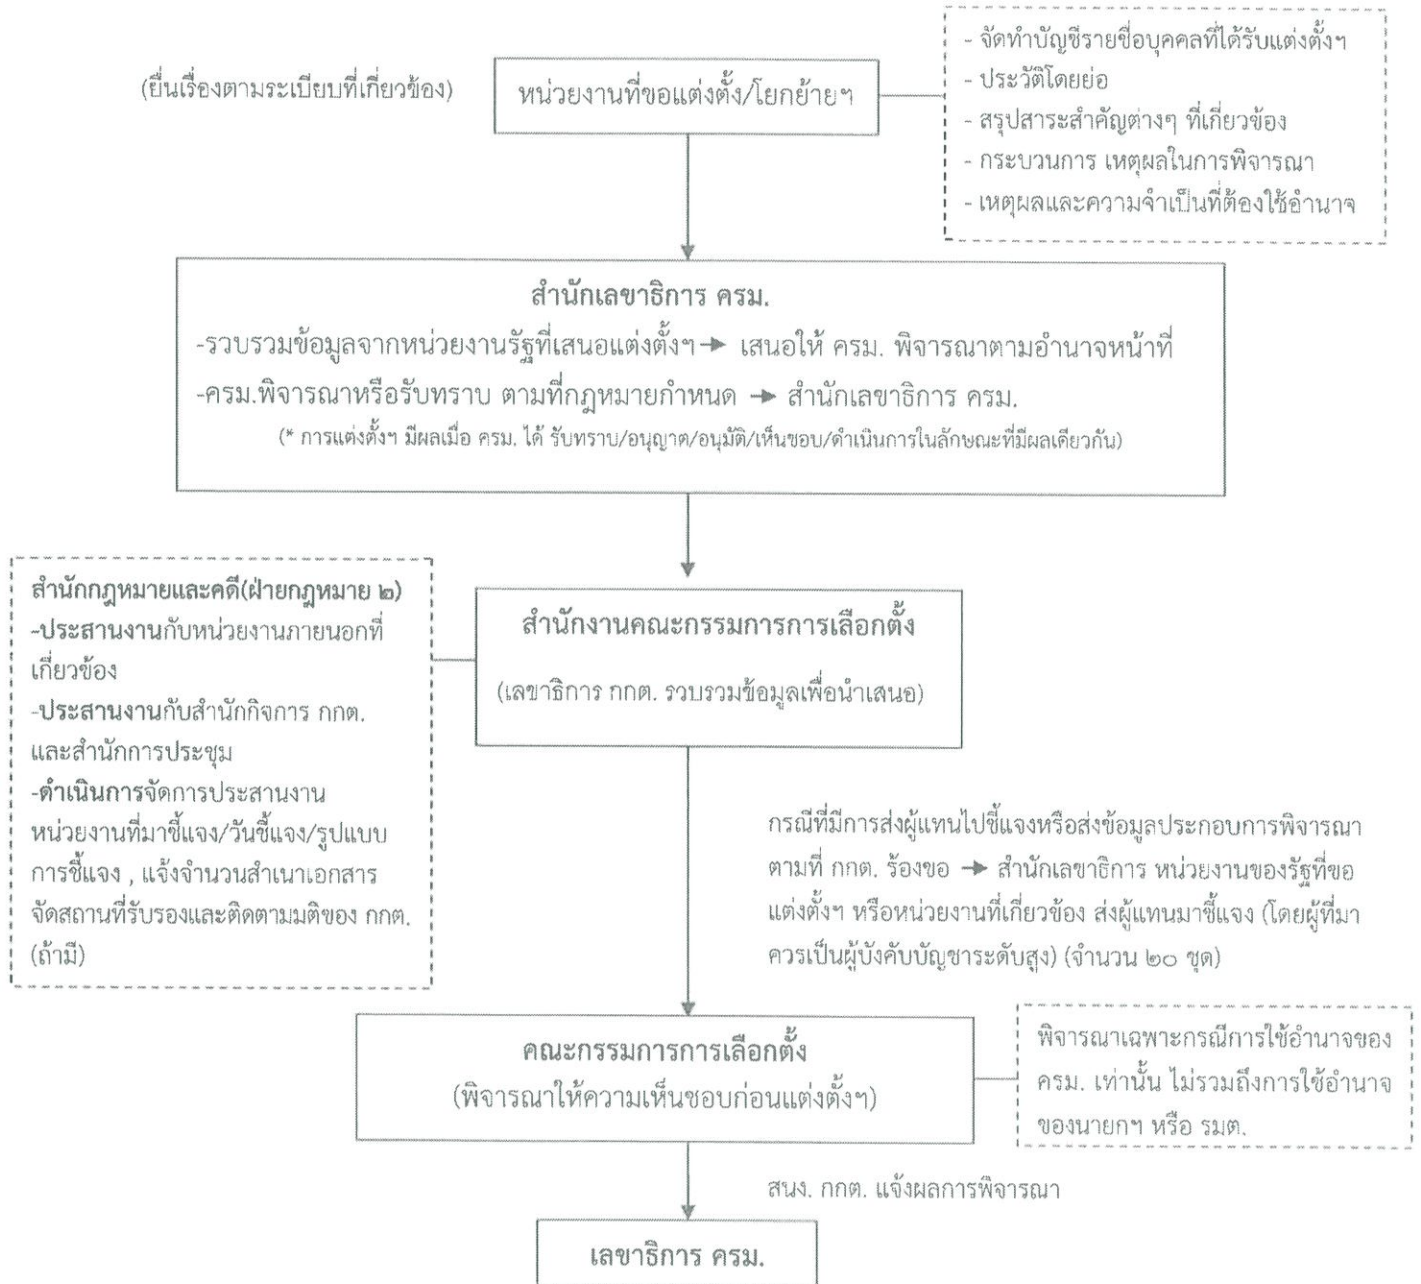 (ยื่นเรื่องตามระเบียบที่เกี่ยวข้อง)
หน่วยงานที่ขอแต่งตั้ง/โยกย้ายฯ
- จัดทำบัญชีรายชื่อบุคคลที่ได้รับแต่งตั้งฯ
- ประวัติโดยย่อ
- สรุปสาระสำคัญต่างๆ ที่เกี่ยวข้อง
- กระบวนการ เหตุผลในการพิจารณา
- เหตุผลและความจำเป็นที่ต้องใช้อำนาจ
สำนักเลขาธิการ ครม.
-รวบรวมข้อมูลจากหน่วยงานรัฐที่เสนอแต่งตั้งฯ → เสนอให้ ครม. พิจารณาตามอำนาจหน้าที่
-ครม.พิจารณาหรือรับทราบ ตามที่กฎหมายกำหนด → สำนักเลขาธิการ ครม.
(* การแต่งตั้งฯ มีผลเมื่อ ครม. ได้ รับทราบ/อนุญาต/อนุมัติ/เห็นชอบ/ดำเนินการในลักษณะที่มีผลเดียวกัน)
สำนักกฎหมายและคดี(ฝ่ายกฎหมาย ๒)
-ประสานงานกับหน่วยงานภายนอกที่
เกี่ยวข้อง
-ประสานงานกับสำนักกิจการ กกต.
และสำนักการประชุม
-ดำเนินการจัดการประสานงาน
หน่วยงานที่มาชี้แจง/วันชี้แจง/รูปแบบ
การชี้แจง , แจ้งจำนวนสำเนาเอกสาร
จัดสถานที่รับรองและติดตามมติของ กกต.
(ถ้ามี)
สำนักงานคณะกรรมการการเลือกตั้ง
(เลขาธิการ กกต. รวบรวมข้อมูลเพื่อนำเสนอ)
กรณีที่มีการส่งผู้แทนไปชี้แจงหรือส่งข้อมูลประกอบการพิจารณา
ตามที่ กกต. ร้องขอ → สำนักเลขาธิการ หน่วยงานของรัฐที่ขอ
แต่งตั้งฯ หรือหน่วยงานที่เกี่ยวข้อง ส่งผู้แทนมาชี้แจง (โดยผู้ที่มา
ควรเป็นผู้บังคับบัญชาระดับสูง) (จำนวน ๒๐ ชุด)
คณะกรรมการการเลือกตั้ง
(พิจารณาให้ความเห็นชอบก่อนแต่งตั้งฯ)
พิจารณาเฉพาะกรณีการใช้อำนาจของ
ครม. เท่านั้น ไม่รวมถึงการใช้อำนาจ
ของนายกฯ หรือ รมต.
สนง. กกต. แจ้งผลการพิจารณา
เลขาธิการ ครม.